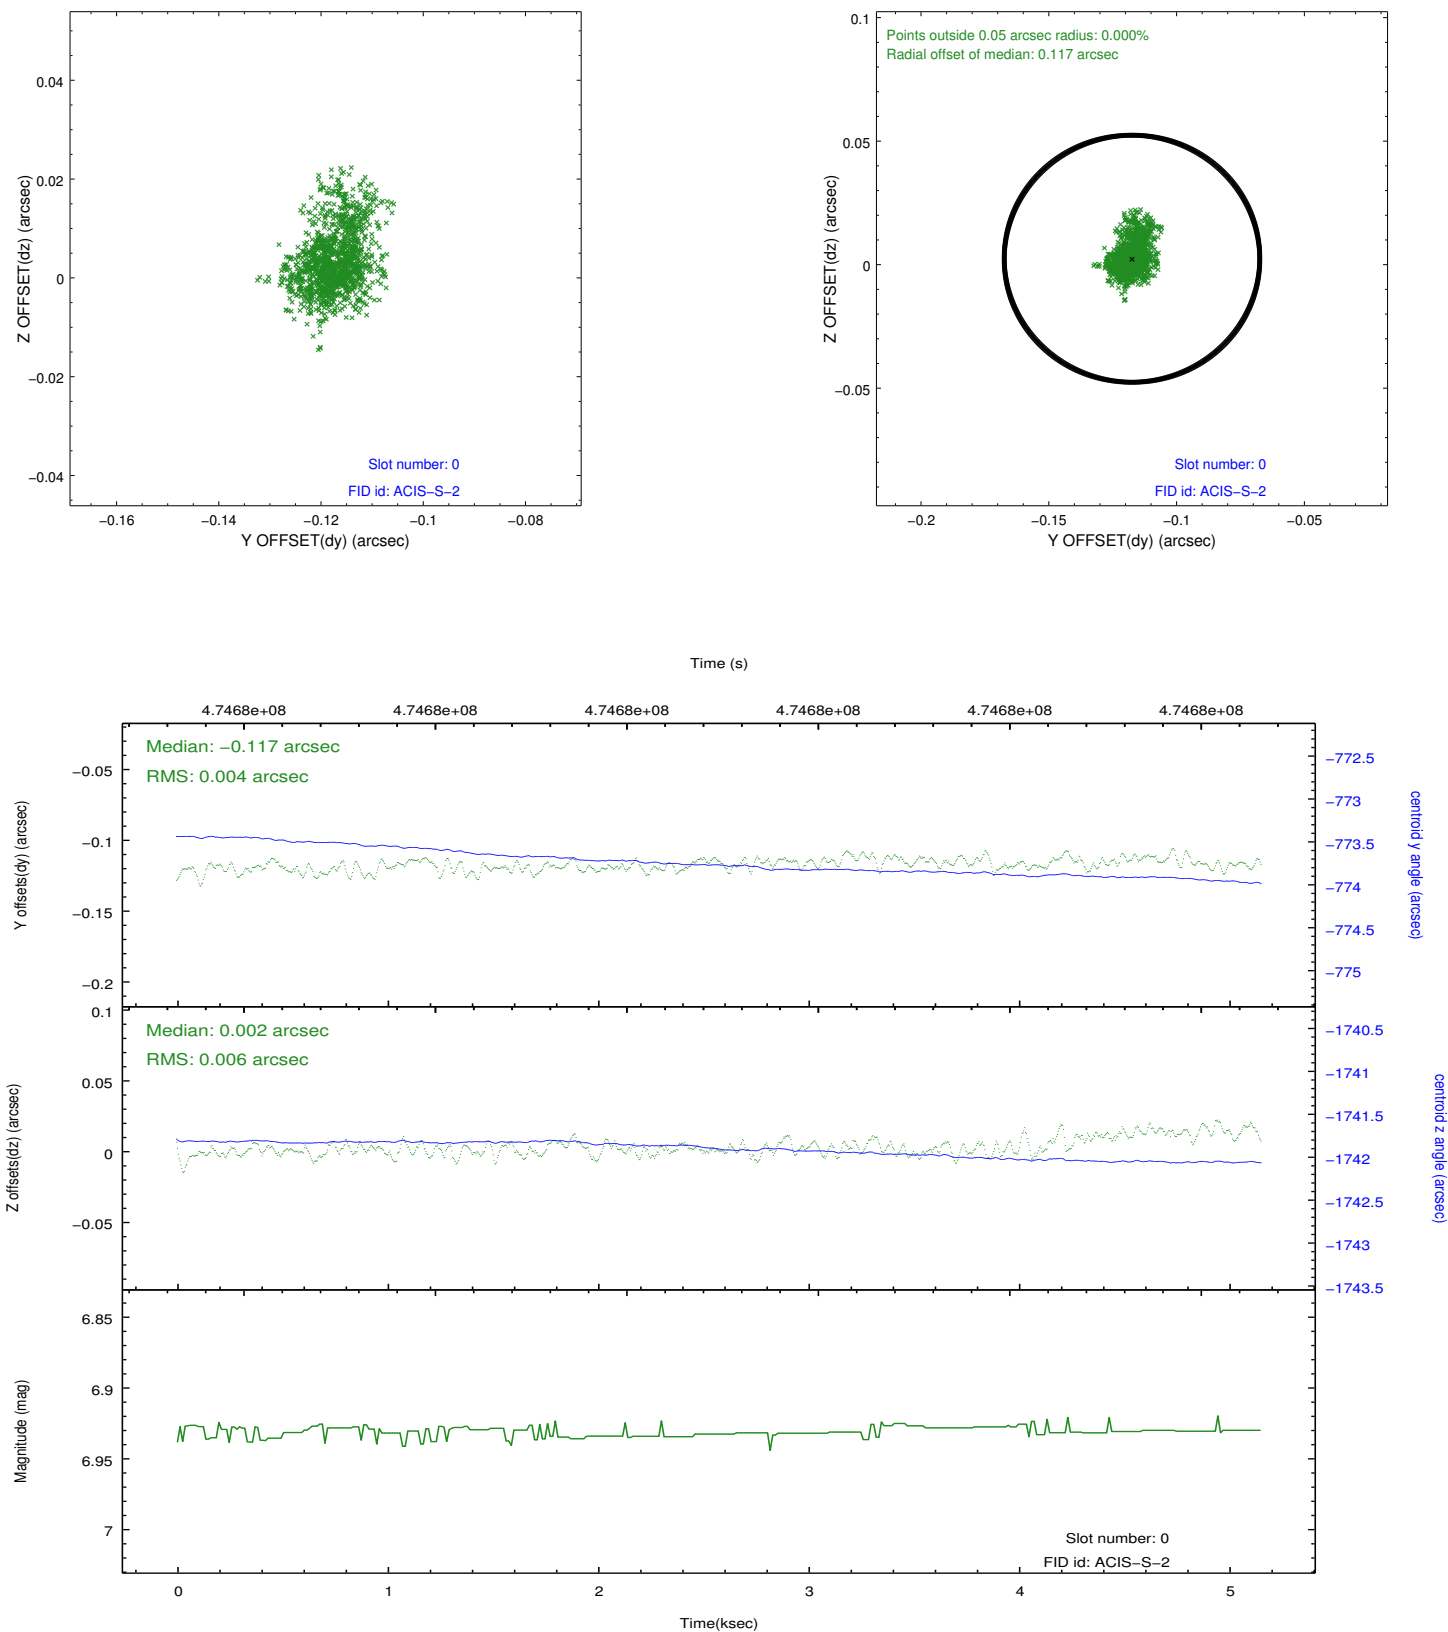 0.04
0.02
0
−0.02
−0.04
Z OFFSET(dz) (arcsec)
Slot number: 0
FID id: ACIS−S−2
−0.16
−0.14
−0.12
−0.1
−0.08
Y OFFSET(dy) (arcsec)
0.1
0.05
0
−0.05
Z OFFSET(dz) (arcsec)
Points outside 0.05 arcsec radius: 0.000%
Radial offset of median: 0.117 arcsec
Slot number: 0
FID id: ACIS−S−2
−0.2
−0.15
−0.1
−0.05
Y OFFSET(dy) (arcsec)
Time (s)
4.7468e+08
4.7468e+08
4.7468e+08
4.7468e+08
4.7468e+08
4.7468e+08
Median: −0.117 arcsec
RMS: 0.004 arcsec
−0.05
−0.1
−0.15
−0.2
Y offsets(dy) (arcsec)
−772.5
−773
−773.5
−774
−774.5
−775
centroid y angle (arcsec)
Median: 0.002 arcsec
RMS: 0.006 arcsec
0.1
0.05
0
−0.05
Z offsets(dz) (arcsec)
−1740.5
−1741
−1741.5
−1742
−1742.5
−1743
−1743.5
centroid z angle (arcsec)
6.85
6.9
6.95
7
Magnitude (mag)
Slot number: 0
FID id: ACIS−S−2
0
1
2
3
4
5
Time(ksec)